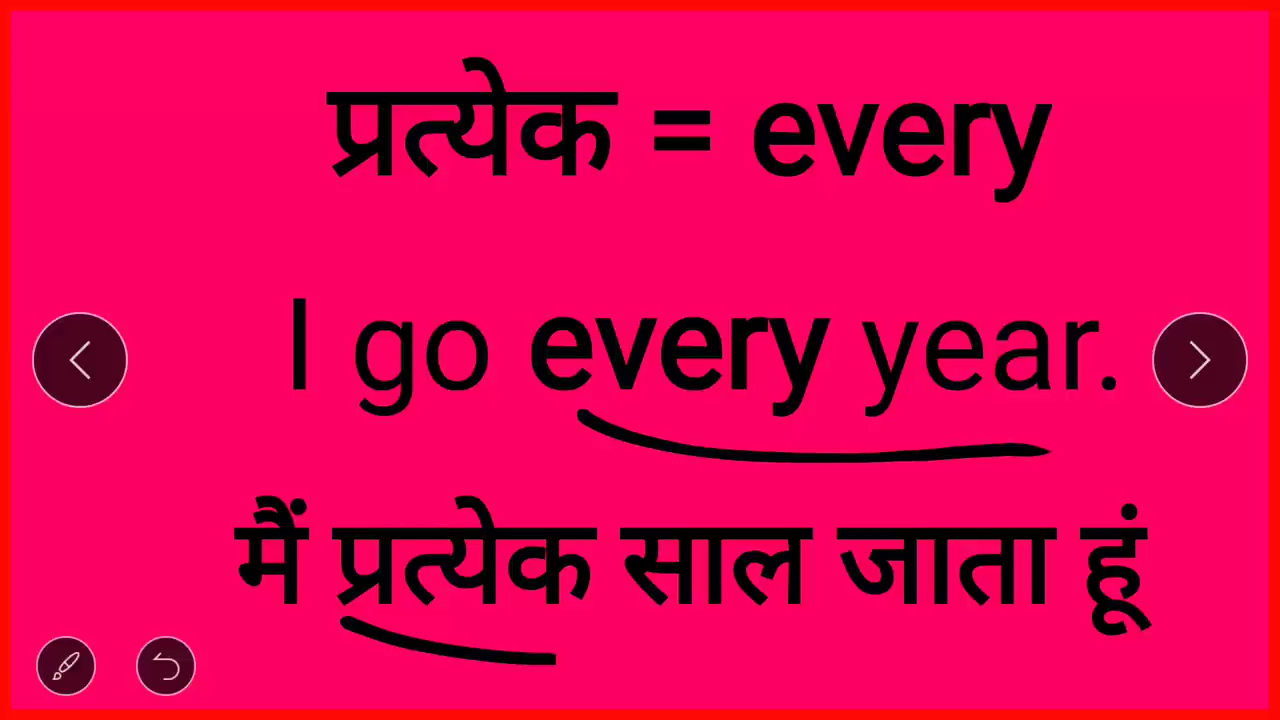 प्रत्येक = every
I go every year.
मैं प्रत्येक साल जाता हूं